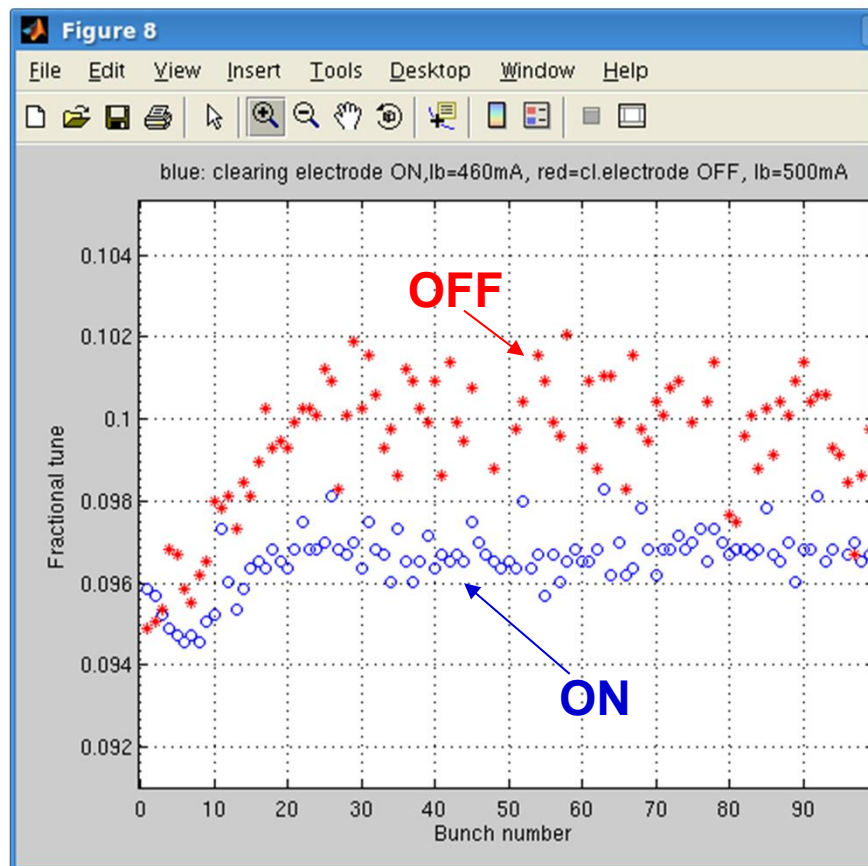 Figure 8
File Edit View Insert Tools Desktop Window Help
blue: clearing electrode ON,Ib=460mA, red=cl.electrode OFF, Ib=500mA
0.104
0.102
0.1
0.098
0.096
0.094
0.092
Fractional tune
OFF
ON
0 10 20 30 40 50 60 70 80 90
Bunch number